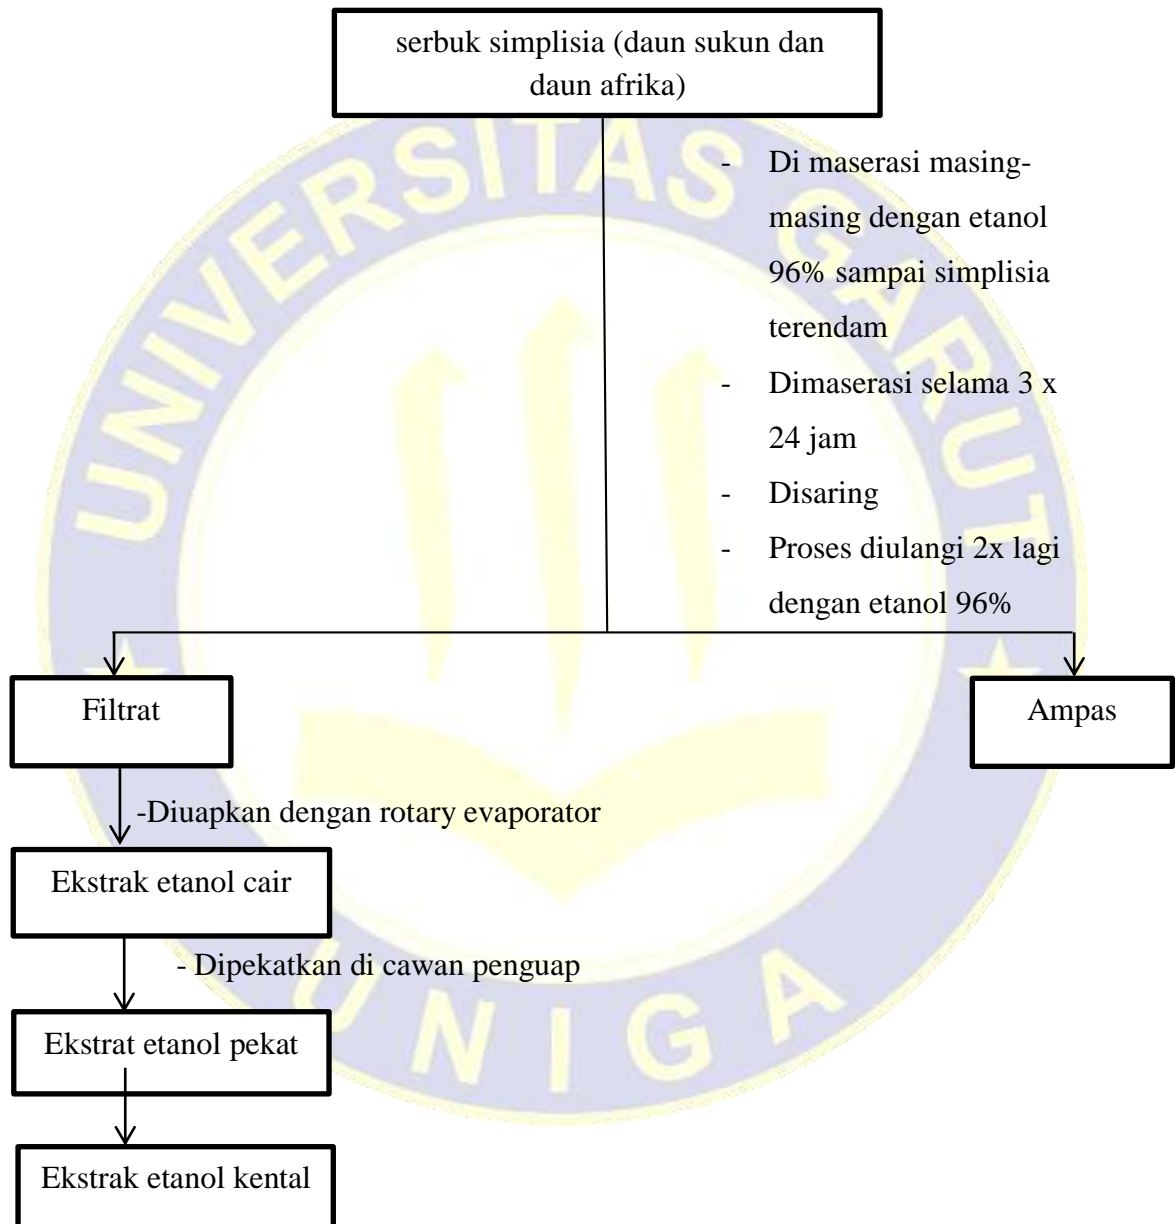 serbuk simplisia (daun sukun dan
daun afrika)
- Di maserasi masing-
masing dengan etanol
96% sampai simplisia
terendam
- Dimaserasi selama 3 x
24 jam
- Disaring
- Proses diulangi 2x lagi
dengan etanol 96%
Filtrat
Ampas
-Diuapkan dengan rotary evaporator
Ekstrak etanol cair
- Dipekatkan di cawan penguap
Ekstrat etanol pekat
Ekstrak etanol kental
UNIVERSITAS GARUT
UNIGA